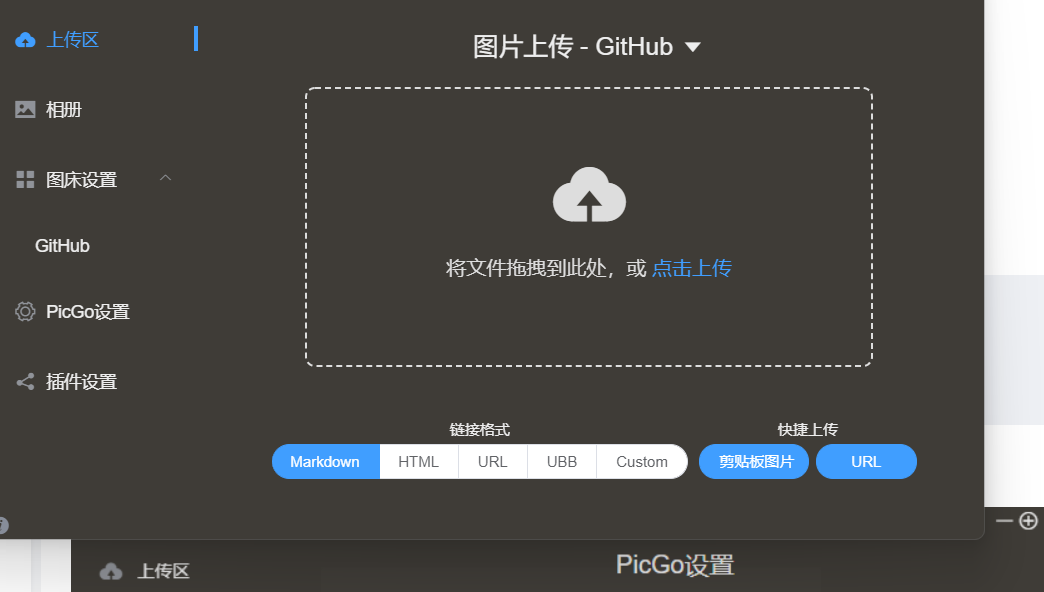 上传区
图片上传 - GitHub
相册
图床设置
GitHub
PicGo设置
插件设置
将文件拖拽到此处，或 点击上传
链接格式
Markdown HTML URL UBB Custom
快捷上传
剪贴板图片 URL
上传区
PicGo设置